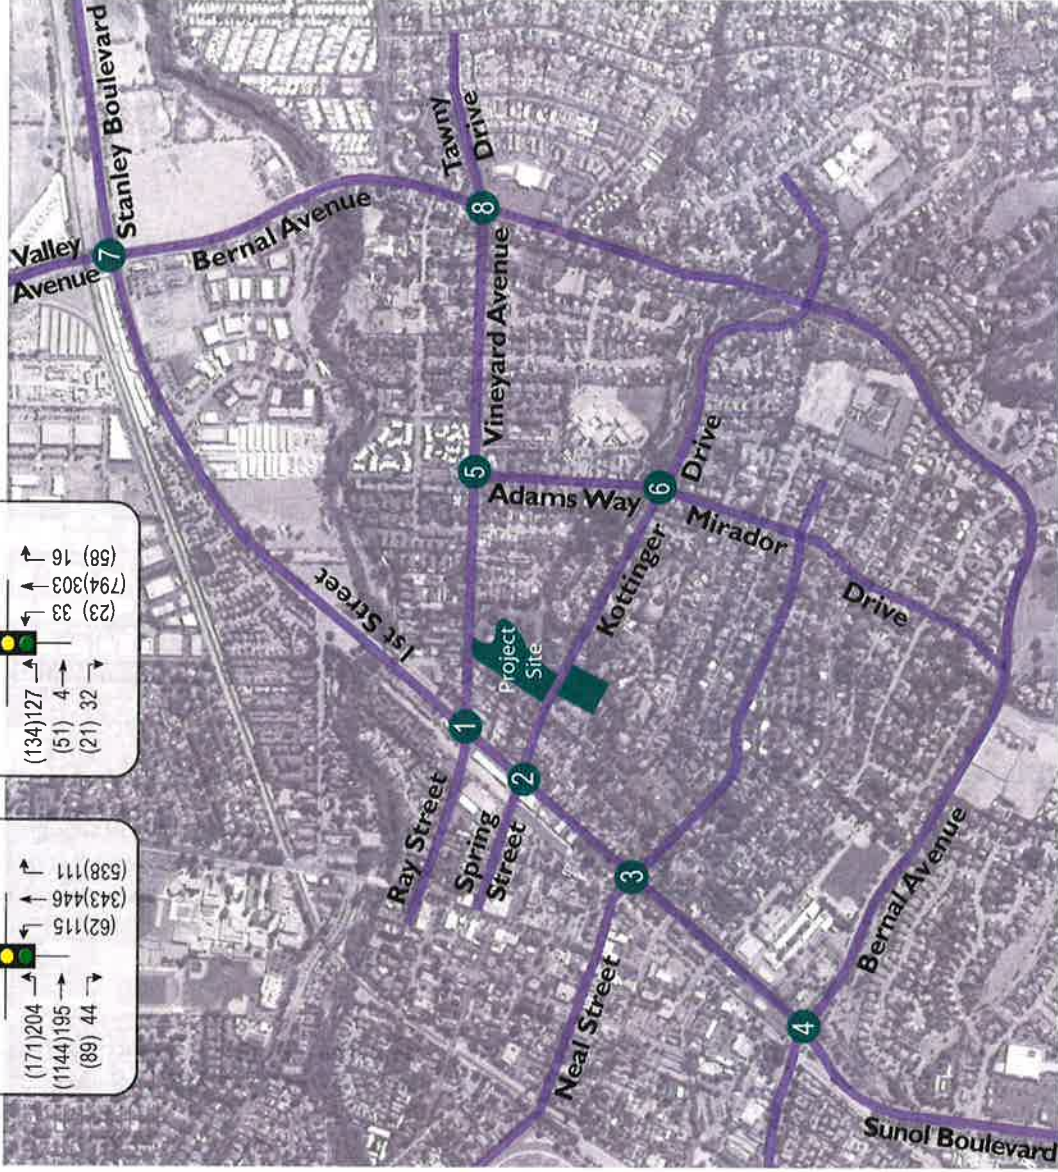 (171)204
(1144)195
(89) 44
(62)115
(343)446
(538)111
(134)127
(51) 4
(21) 32
(23) 33
(794)303
(58) 16
Valley
Avenue
7
Stanley Boulevard
Bernal Avenue
Tawny
Drive
8
Vineyard Avenue
1st Street
5
Adams Way
6
Drive
Kottinger
Mirador
Drive
Project
Site
1
Ray Street
2
Spring
Street
3
Neal Street
4
Bernal Avenue
Sunol Boulevard